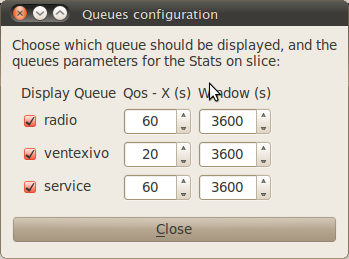 Queues configuration
Choose which queue should be displayed, and the
queues parameters for the Stats on slice:
Display Queue Qos - X (s) Window (s)
radio 60 3600
ventexivo 20 3600
service 60 3600
Close